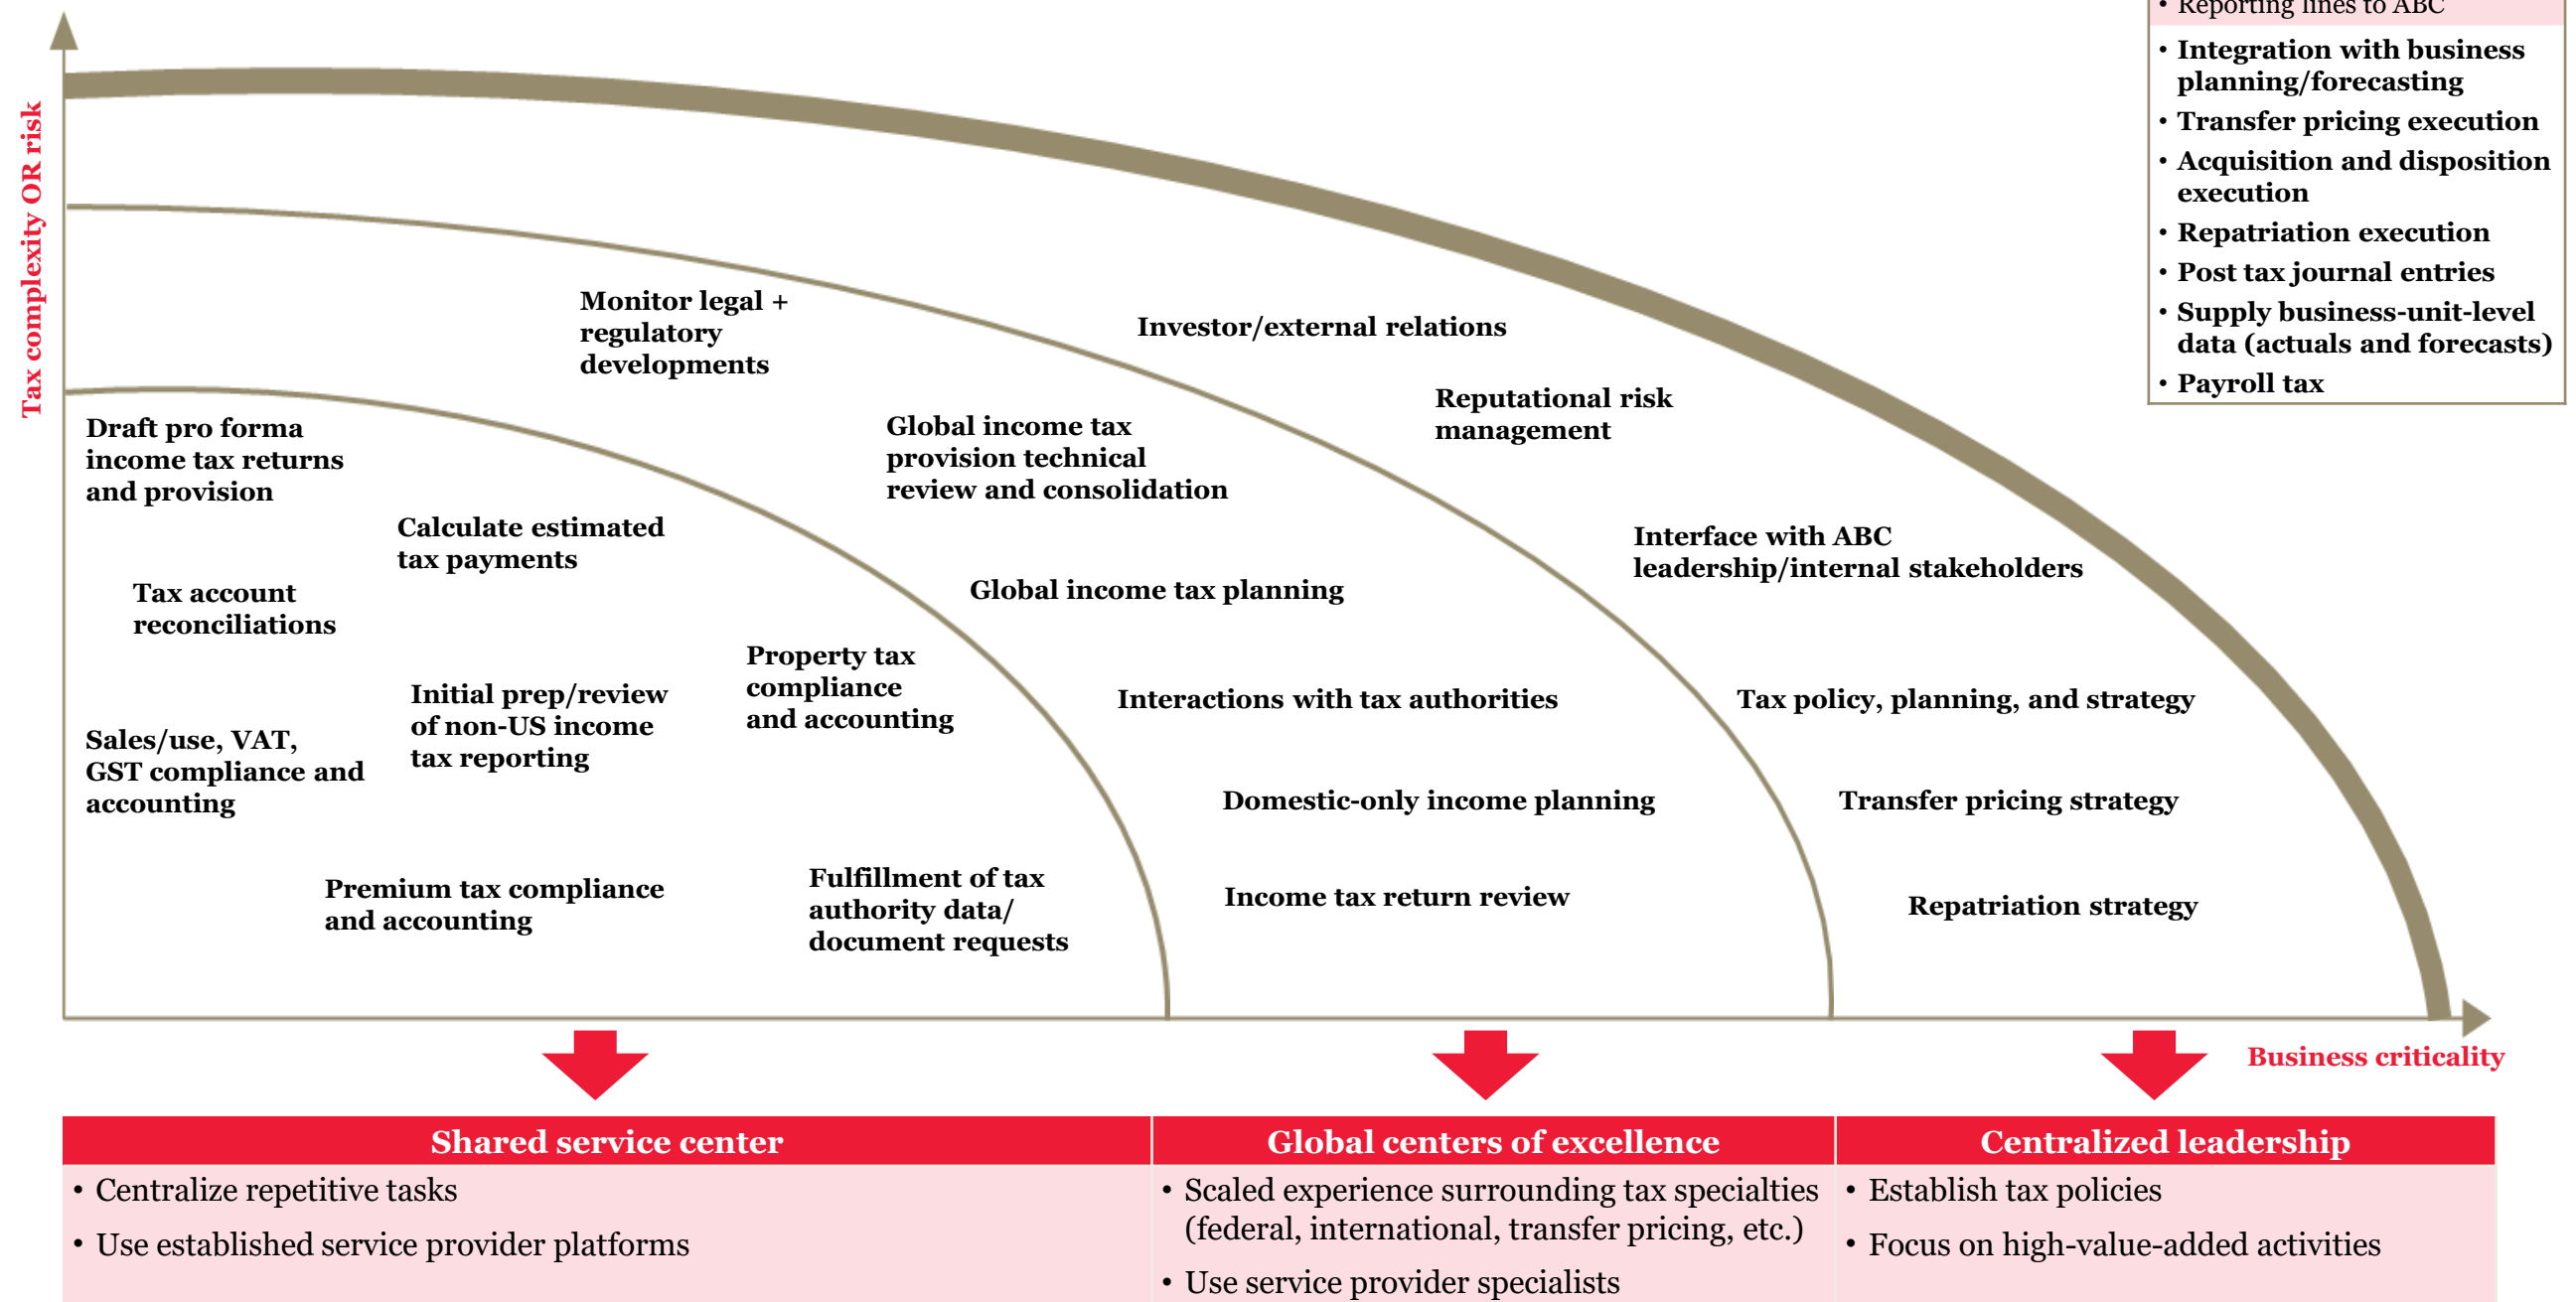 • Reporting lines to ABC
• Integration with business
planning/forecasting
• Transfer pricing execution
• Acquisition and disposition
execution
• Repatriation execution
• Post tax journal entries
• Supply business-unit-level
data (actuals and forecasts)
• Payroll tax
Tax complexity OR risk
Monitor legal +
regulatory
developments
Investor/external relations
Reputational risk
management
Draft pro forma
income tax returns
and provision
Global income tax
provision technical
review and consolidation
Calculate estimated
tax payments
Interface with ABC
leadership/internal stakeholders
Tax account
reconciliations
Global income tax planning
Property tax
compliance
and accounting
Initial prep/review
of non-US income
tax reporting
Interactions with tax authorities
Tax policy, planning, and strategy
Sales/use, VAT,
GST compliance and
accounting
Domestic-only income planning
Transfer pricing strategy
Premium tax compliance
and accounting
Fulfillment of tax
authority data/
document requests
Income tax return review
Repatriation strategy
Business criticality
Shared service center
• Centralize repetitive tasks
• Use established service provider platforms
Global centers of excellence
• Scaled experience surrounding tax specialties
(federal, international, transfer pricing, etc.)
• Use service provider specialists
Centralized leadership
• Establish tax policies
• Focus on high-value-added activities